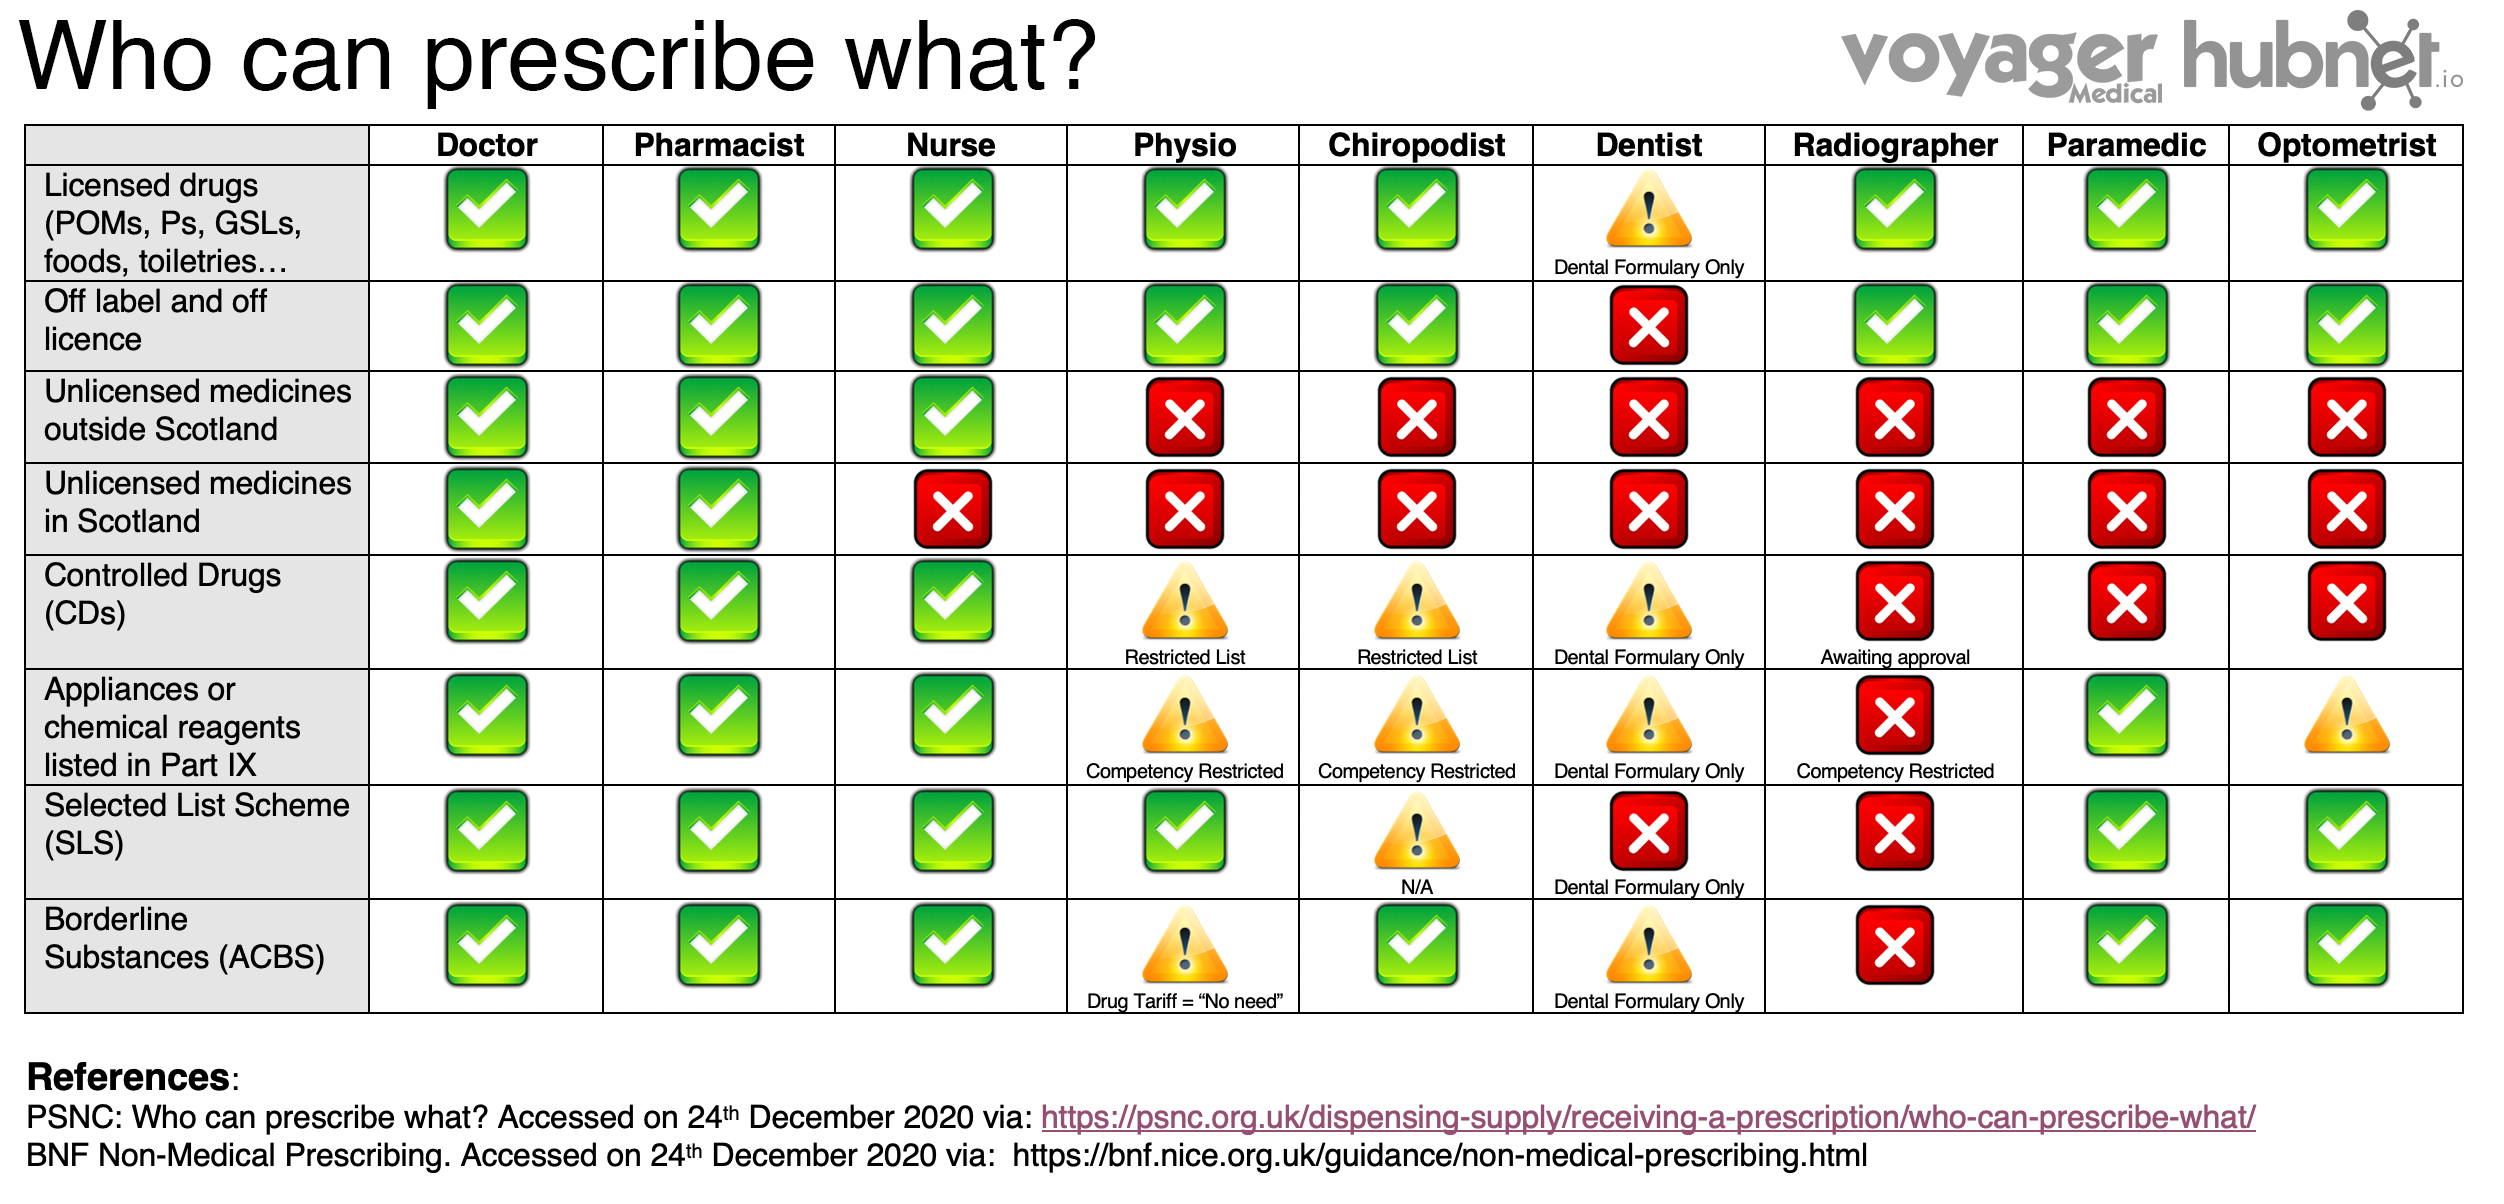 Who can prescribe what?
voyager Medical hubnet.io
Doctor Pharmacist Nurse Physio Chiropodist Dentist Radiographer Paramedic Optometrist
Licensed drugs
(POMs, Ps, GSLs,
foods, toiletries…
Dental Formulary Only
Off label and off
licence
Unlicensed medicines
outside Scotland
Unlicensed medicines
in Scotland
Controlled Drugs
(CDs)
Restricted List Restricted List Dental Formulary Only Awaiting approval
Appliances or
chemical reagents
listed in Part IX
Competency Restricted Competency Restricted Dental Formulary Only Competency Restricted
Selected List Scheme
(SLS)
N/A Dental Formulary Only
Borderline
Substances (ACBS)
Drug Tariff = “No need” Dental Formulary Only
References:
PSNC: Who can prescribe what? Accessed on 24th December 2020 via: https://psnc.org.uk/dispensing-supply/receiving-a-prescription/who-can-prescribe-what/
BNF Non-Medical Prescribing. Accessed on 24th December 2020 via: https://bnf.nice.org.uk/guidance/non-medical-prescribing.html